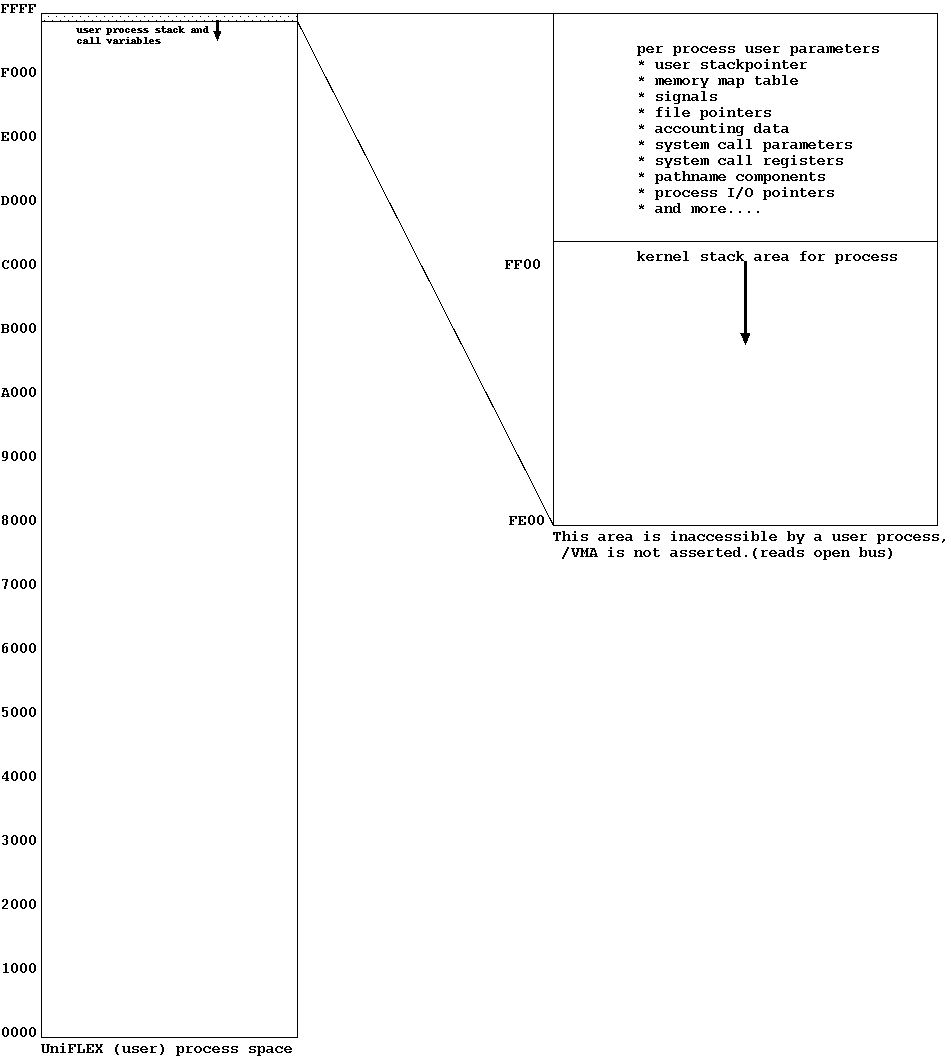 FFFF
user process stack and
call variables
F000
E000
D000
C000
B000
A000
9000
8000
7000
6000
5000
4000
3000
2000
1000
0000
UniFLEX (user) process space
per process user parameters
* user stackpointer
* memory map table
* signals
* file pointers
* accounting data
* system call parameters
* system call registers
* pathname components
* process I/O pointers
* and more....
FF00
kernel stack area for process
FE00
This area is inaccessible by a user process,
/VMA is not asserted.(reads open bus)